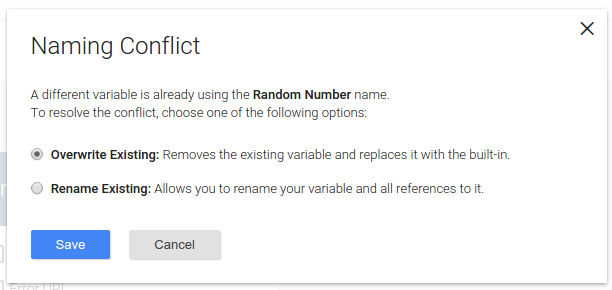 Naming Conflict
A different variable is already using the Random Number name.
To resolve the conflict, choose one of the following options:
Overwrite Existing: Removes the existing variable and replaces it with the built-in.
Rename Existing: Allows you to rename your variable and all references to it.
Save Cancel
Error URL